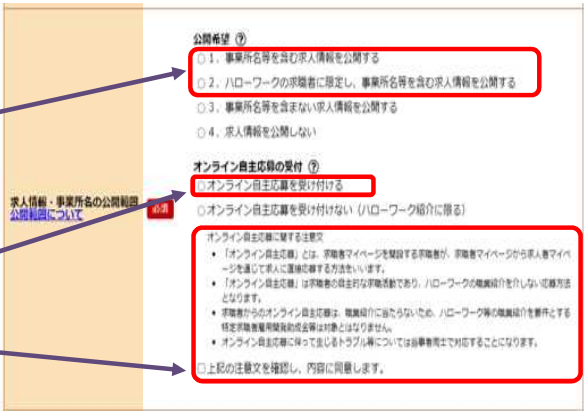 公開希望 ?
1. 事業所名等を含む求人情報を公開する
2. ハローワークの求職者に限定し、事業所名等を含む求人情報を公開する
3. 事業所名等を含まない求人情報を公開する
4. 求人情報を公開しない
オンライン自主応募の受付 ?
オンライン自主応募を受け付ける
求人情報・事業所名の公開範囲
公開範囲について
必須
オンライン自主応募を受け付けない(ハローワーク紹介に限る)
オンライン自主応募に関する注意文
• 「オンライン自主応募」とは、求職者マイページを開設する求職者が、求職者マイページから求人者マイペ
ージを通じて求人に直接応募する方法をいいます。
• 「オンライン自主応募」は求職者の自主的な求職活動であり、ハローワークの職業紹介を介しない応募方法
となります。
• 求職者からのオンライン自主応募は、職業紹介に当たらないため、ハローワーク等の職業紹介を要件とする
特定求職者雇用開発助成金等は対象とはなりません。
• オンライン自主応募に伴って生じるトラブル等については当事者同士で対応することになります。
上記の注意文を確認し、内容に同意します。